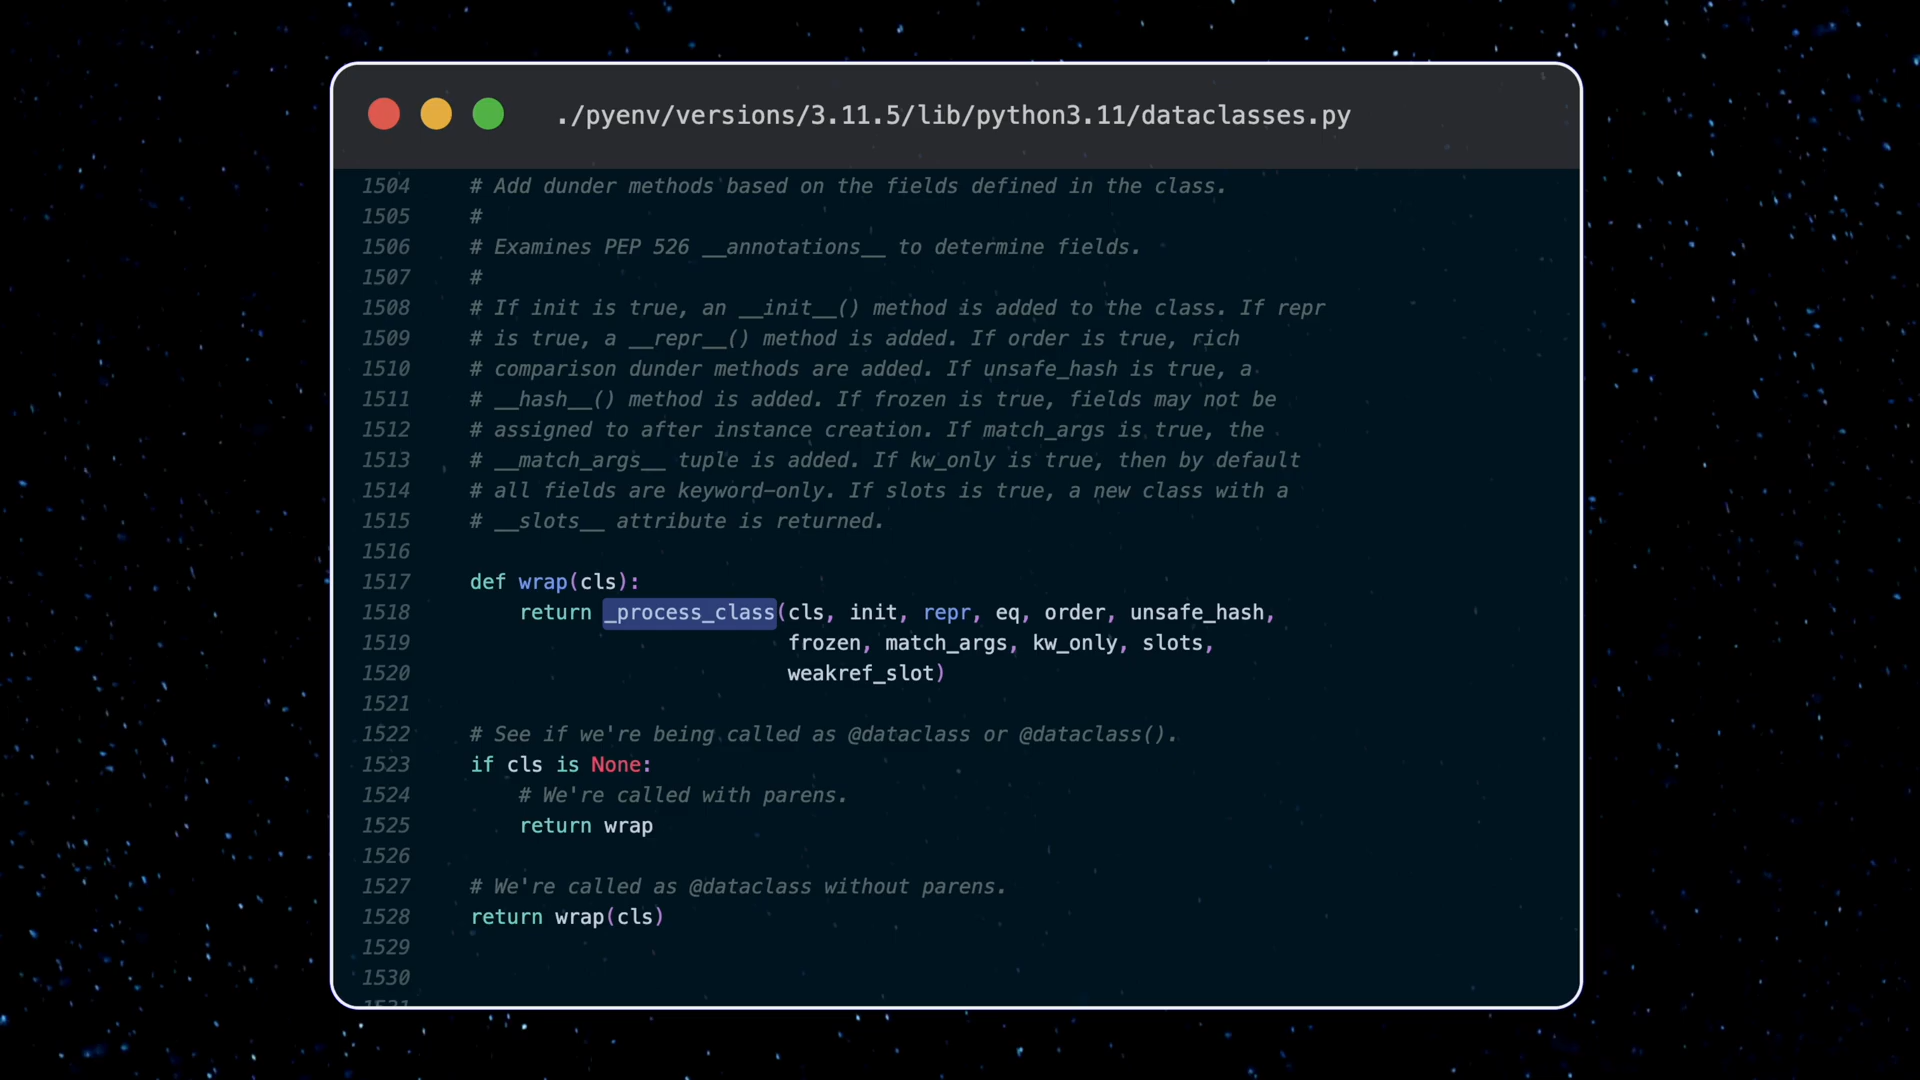 ./pyenv/versions/3.11.5/lib/python3.11/dataclasses.py
1504 # Add dunder methods based on the fields defined in the class.
1505 #
1506 # Examines PEP 526 __annotations__ to determine fields.
1507 #
1508 # If init is true, an __init__() method is added to the class. If repr
1509 # is true, a __repr__() method is added. If order is true, rich
1510 # comparison dunder methods are added. If unsafe_hash is true, a
1511 # __hash__() method is added. If frozen is true, fields may not be
1512 # assigned to after instance creation. If match_args is true, the
1513 # __match_args__ tuple is added. If kw_only is true, then by default
1514 # all fields are keyword-only. If slots is true, a new class with a
1515 # __slots__ attribute is returned.
1516
1517 def wrap(cls):
1518 return _process_class(cls, init, repr, eq, order, unsafe_hash,
1519 frozen, match_args, kw_only, slots,
1520 weakref_slot)
1521
1522 # See if we're being called as @dataclass or @dataclass().
1523 if cls is None:
1524 # We're called with parens.
1525 return wrap
1526
1527 # We're called as @dataclass without parens.
1528 return wrap(cls)
1529
1530